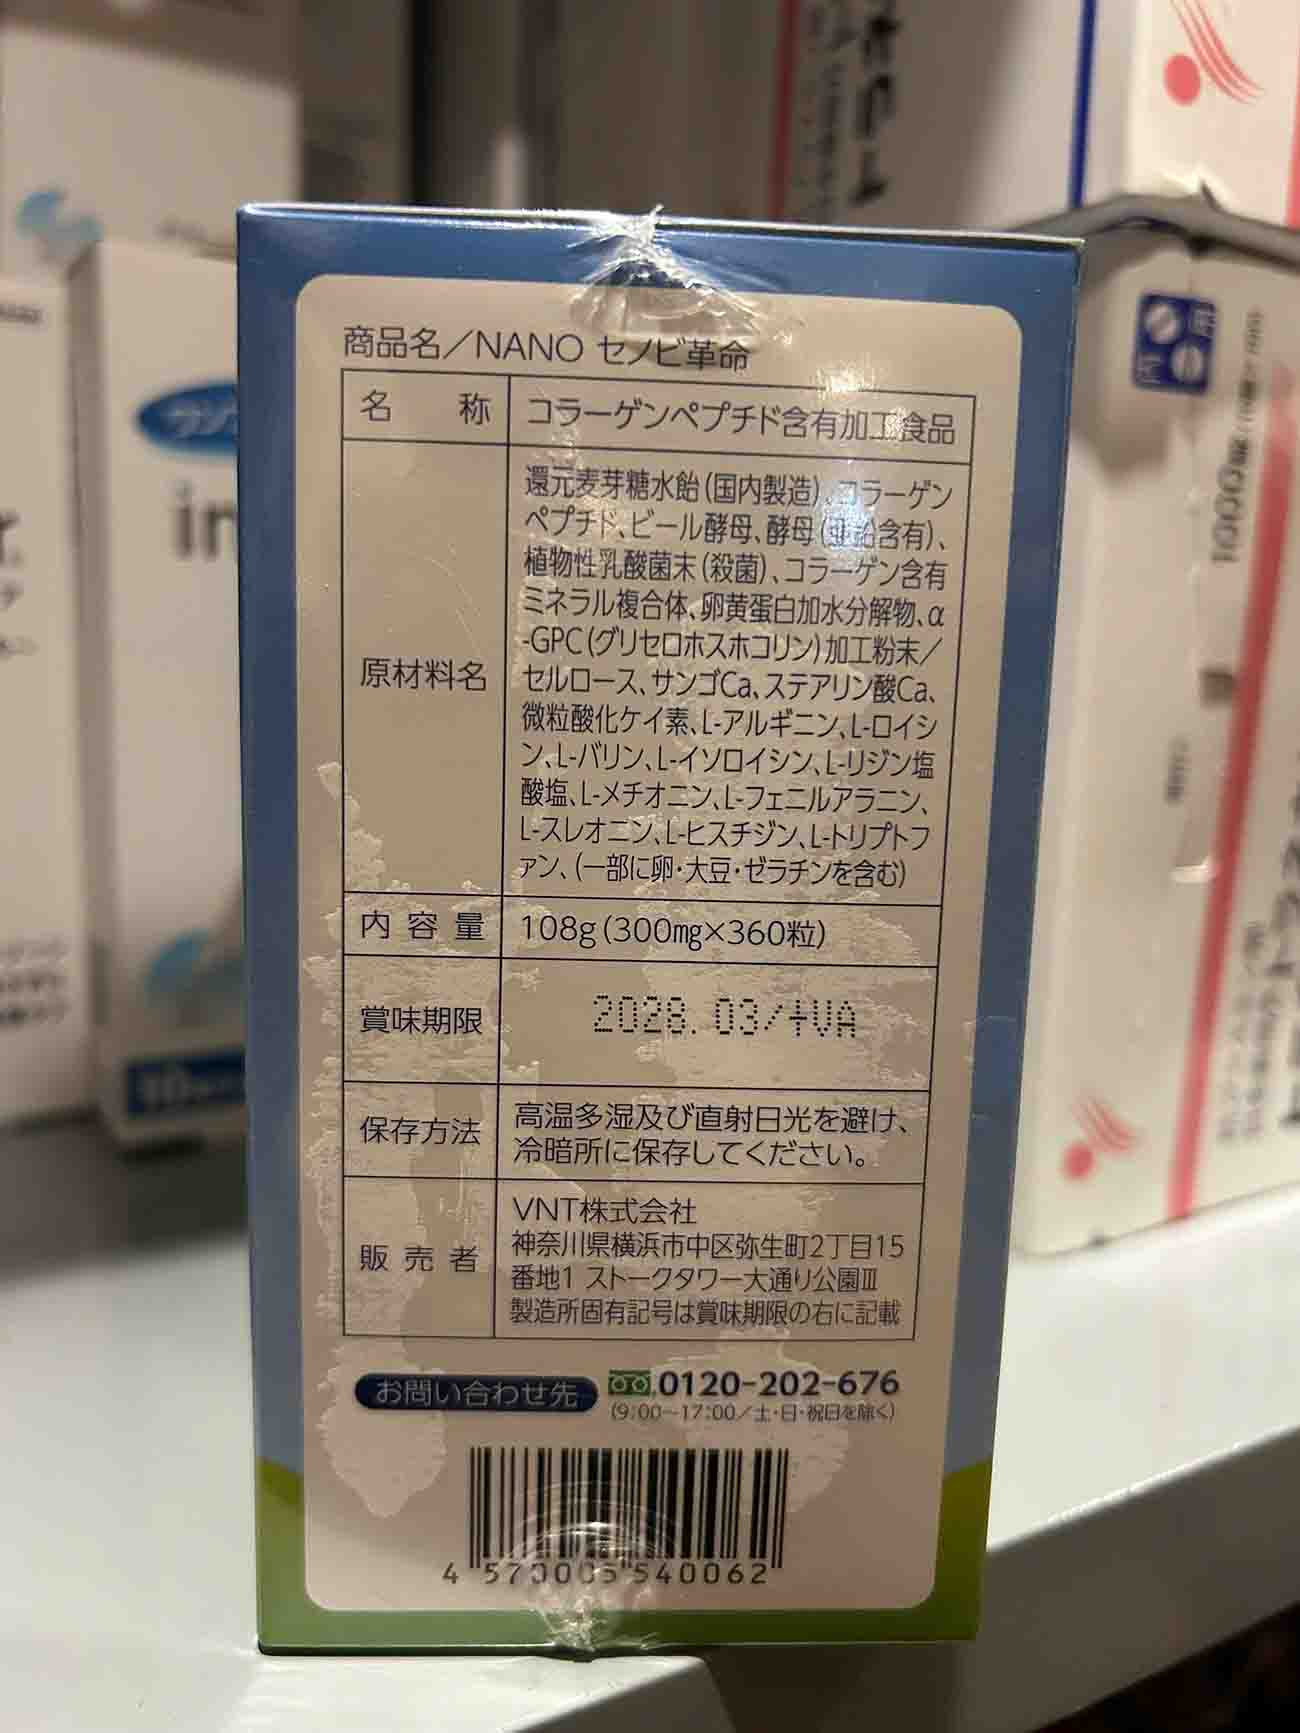 商品名／NANO セノビ革命
名 称
コラーゲンペプチド含有加工食品
原材料名
還元麦芽糖水飴(国内製造)、コラーゲン
ペプチド、ビール酵母、酵母(亜鉛含有)、
植物性乳酸菌末(殺菌)、コラーゲン含有
ミネラル複合体、卵黄蛋白加水分解物、α
-GPC(グリセロホスホコリン)加工粉末／
セルロース、サンゴCa、ステアリン酸Ca、
微粒酸化ケイ素、L-アルギニン、L-ロイシ
ン、L-バリン、L-イソロイシン、L-リジン塩
酸塩、L-メチオニン、L-フェニルアラニン、
L-スレオニン、L-ヒスチジン、L-トリプトフ
ァン、(一部に卵・大豆・ゼラチンを含む)
内 容 量
108g(300㎎×360粒)
賞味期限
2028. 03/+VA
保存方法
高温多湿及び直射日光を避け、
冷暗所に保存してください。
販 売 者
VNT株式会社
神奈川県横浜市中区弥生町2丁目15
番地1 ストークタワー大通り公園Ⅲ
製造所固有記号は賞味期限の右に記載
お問い合わせ先
0120-202-676
(9:00～17:00／土・日・祝日を除く)
4 570005 540062
in
100